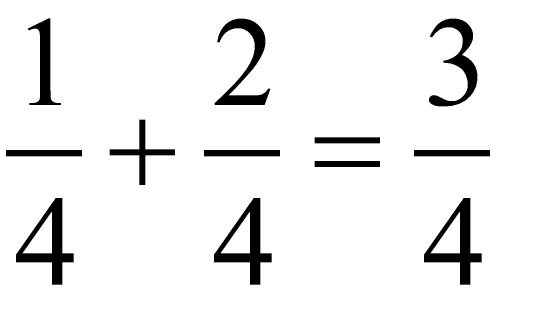 1/4 + 2/4 = 3/4